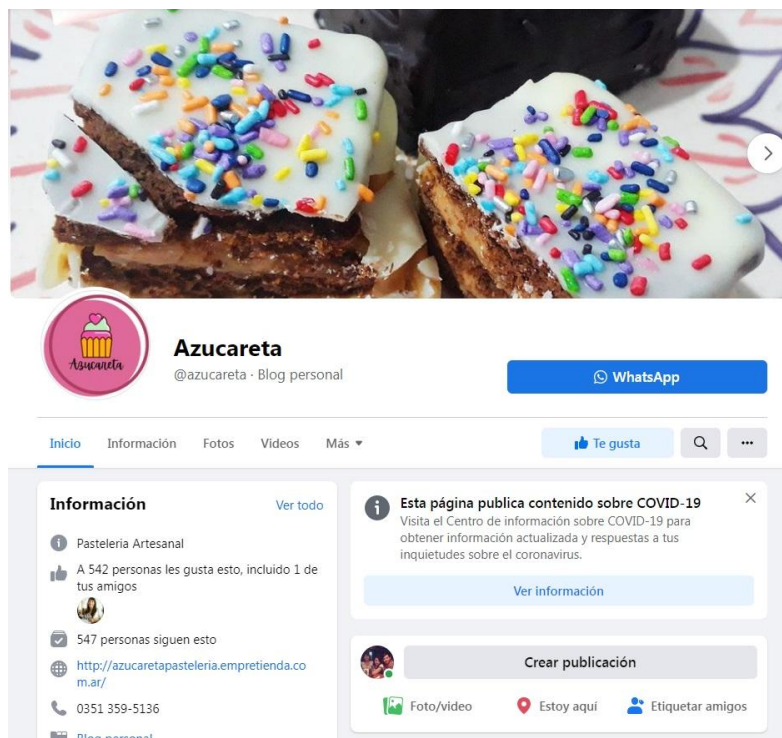 Azucareta
Azucareta
@azucareta · Blog personal
WhatsApp
Inicio
Información
Fotos
Videos
Más
Te gusta
Información
Ver todo
Pasteleria Artesanal
A 542 personas les gusta esto, incluido 1 de
tus amigos
547 personas siguen esto
http://azucaretapasteleria.empretienda.co
m.ar/
0351 359-5136
Blog personal
Esta página publica contenido sobre COVID-19
Visita el Centro de información sobre COVID-19 para
obtener información actualizada y respuestas a tus
inquietudes sobre el coronavirus.
Ver información
Crear publicación
Foto/video
Estoy aquí
Etiquetar amigos